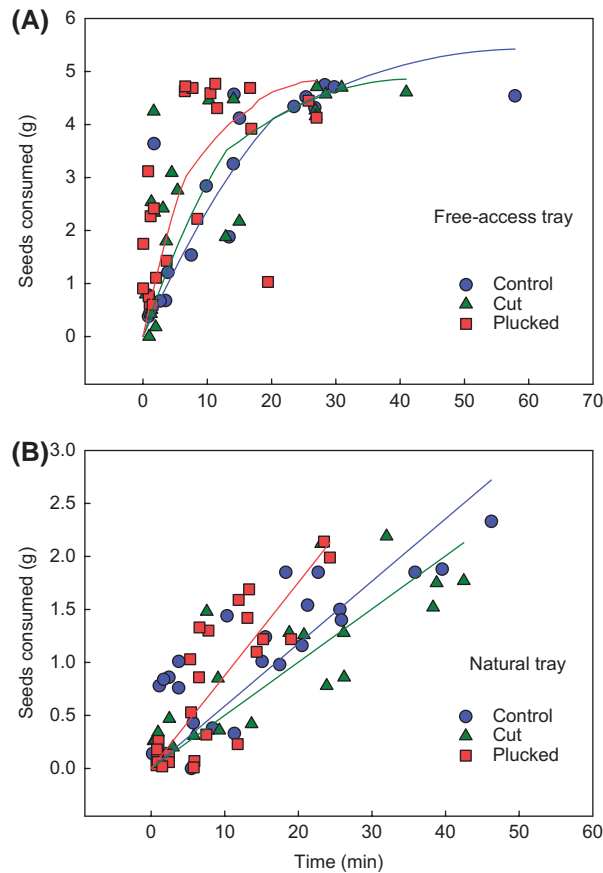 (A)
Seeds consumed (g)
6
5
4
3
2
1
0
Free-access tray
Control
Cut
Plucked
0 10 20 30 40 50 60 70
(B)
Seeds consumed (g)
3.0
2.5
2.0
1.5
1.0
0.5
0.0
Natural tray
Control
Cut
Plucked
0 10 20 30 40 50 60
Time (min)